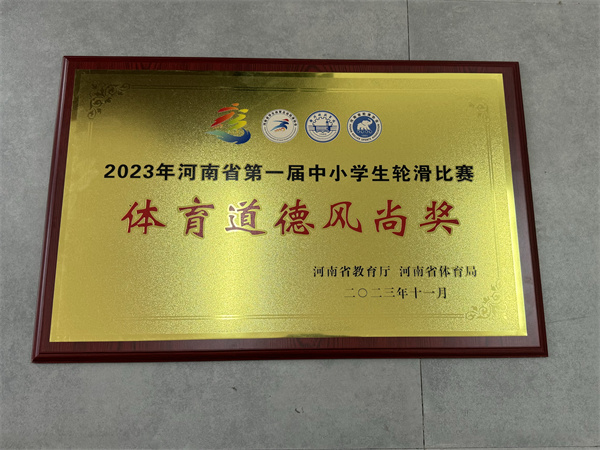 2023年河南省第一届中小学生轮滑比赛
体育道德风尚奖
河南省教育厅 河南省体育局
二〇二三年十一月